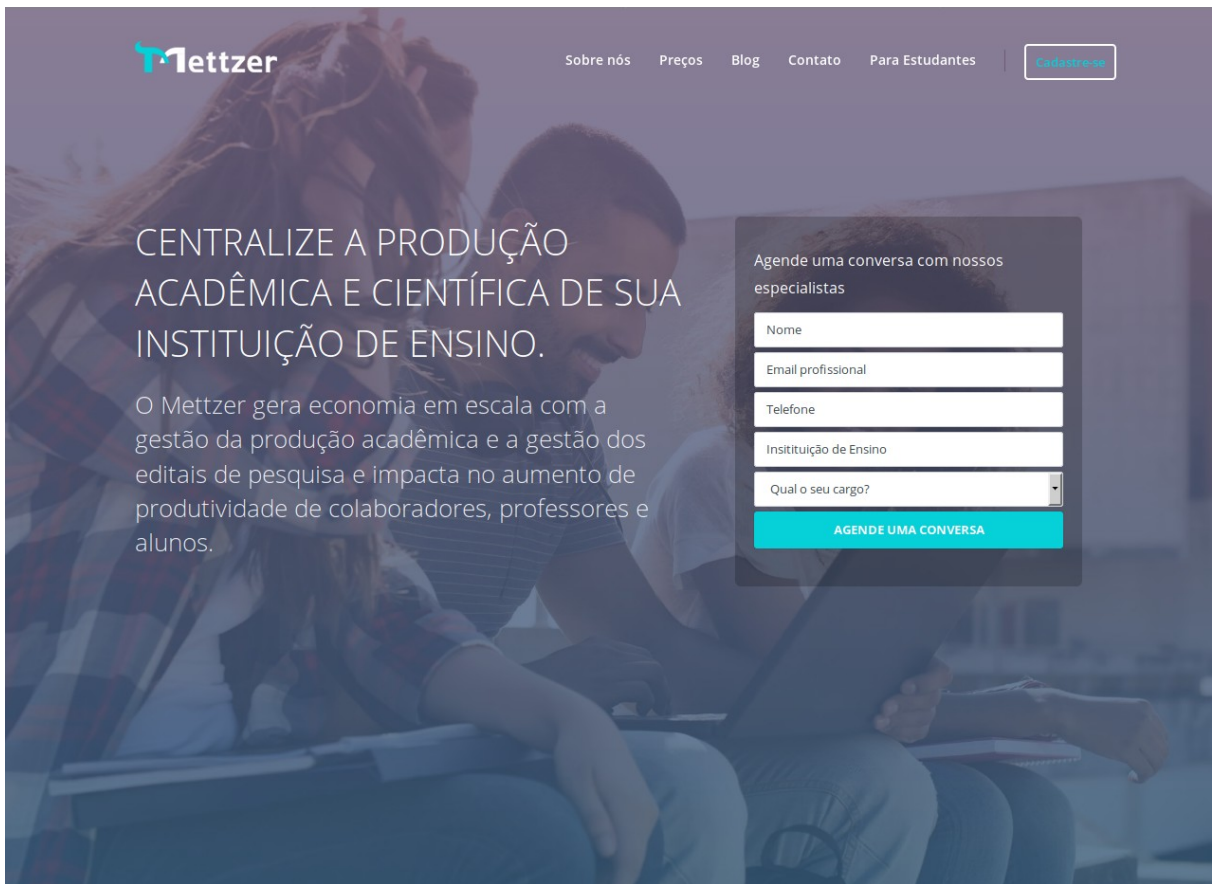 Mettzer
Sobre nós Preços Blog Contato Para Estudantes Cadastre-se
CENTRALIZE A PRODUÇÃO
ACADÊMICA E CIENTÍFICA DE SUA
INSTITUIÇÃO DE ENSINO.
O Mettzer gera economia em escala com a
gestão da produção acadêmica e a gestão dos
editais de pesquisa e impacta no aumento de
produtividade de colaboradores, professores e
alunos.
Agende uma conversa com nossos
especialistas
Nome
Email profissional
Telefone
Insitituição de Ensino
Qual o seu cargo?
AGENDE UMA CONVERSA